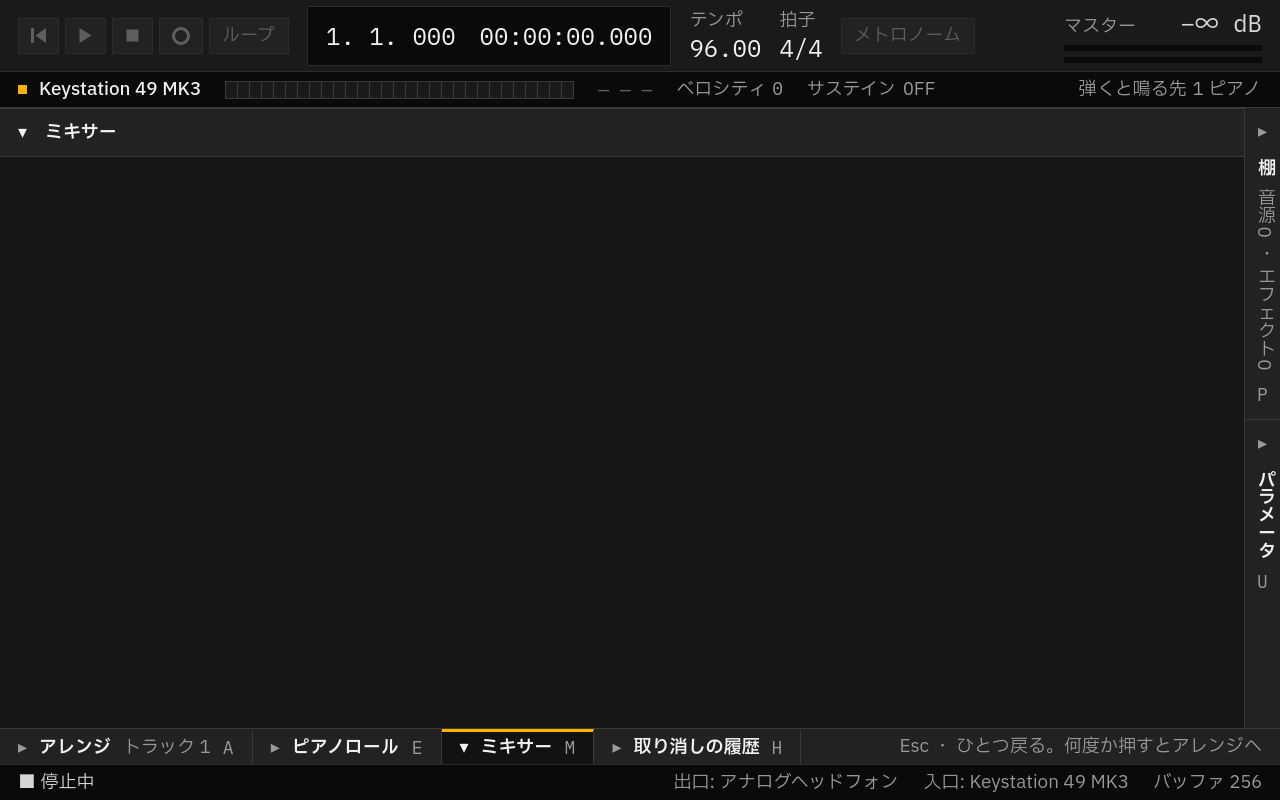 ループ
1. 1. 000 00:00:00.000
テンポ
96.00
拍子
4/4
メトロノーム
マスター
−∞ dB
Keystation 49 MK3
— — —
ベロシティ 0
サステイン OFF
弾くと鳴る先 1 ピアノ
▼ ミキサー
▶ 棚 音源0 · エフェクト0 P
▶ パラメータ U
▶ アレンジ トラック 1 A
▶ ピアノロール E
▼ ミキサー M
▶ 取り消しの履歴 H
Esc · ひとつ戻る。何度か押すとアレンジへ
停止中
出口: アナログヘッドフォン
入口: Keystation 49 MK3
バッファ 256